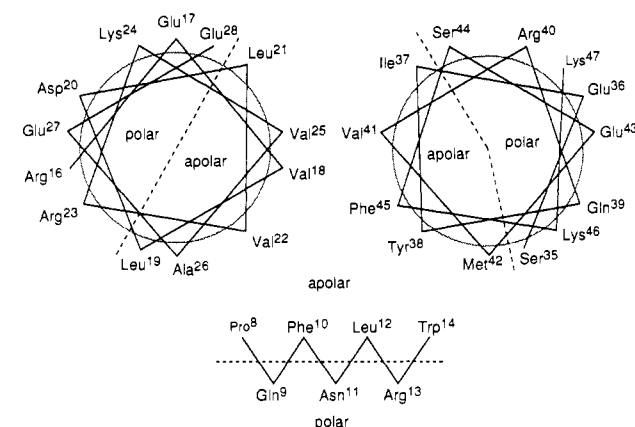 Lys24 Glu17 Glu28
Leu21
Asp20
Glu27
polar
Val25
apolar
Val18
Arg16
Arg23
Val22
Leu19
Ala26
Ser44 Arg40
Ile37 Lys47
Glu36
Val41
polar
Glu43
apolar
Phe45
Gln39
Tyr38
Lys46
Met42 Ser35
apolar
Pro8 Phe10 Leu12 Trp14
Gln9 Asn11 Arg13
polar